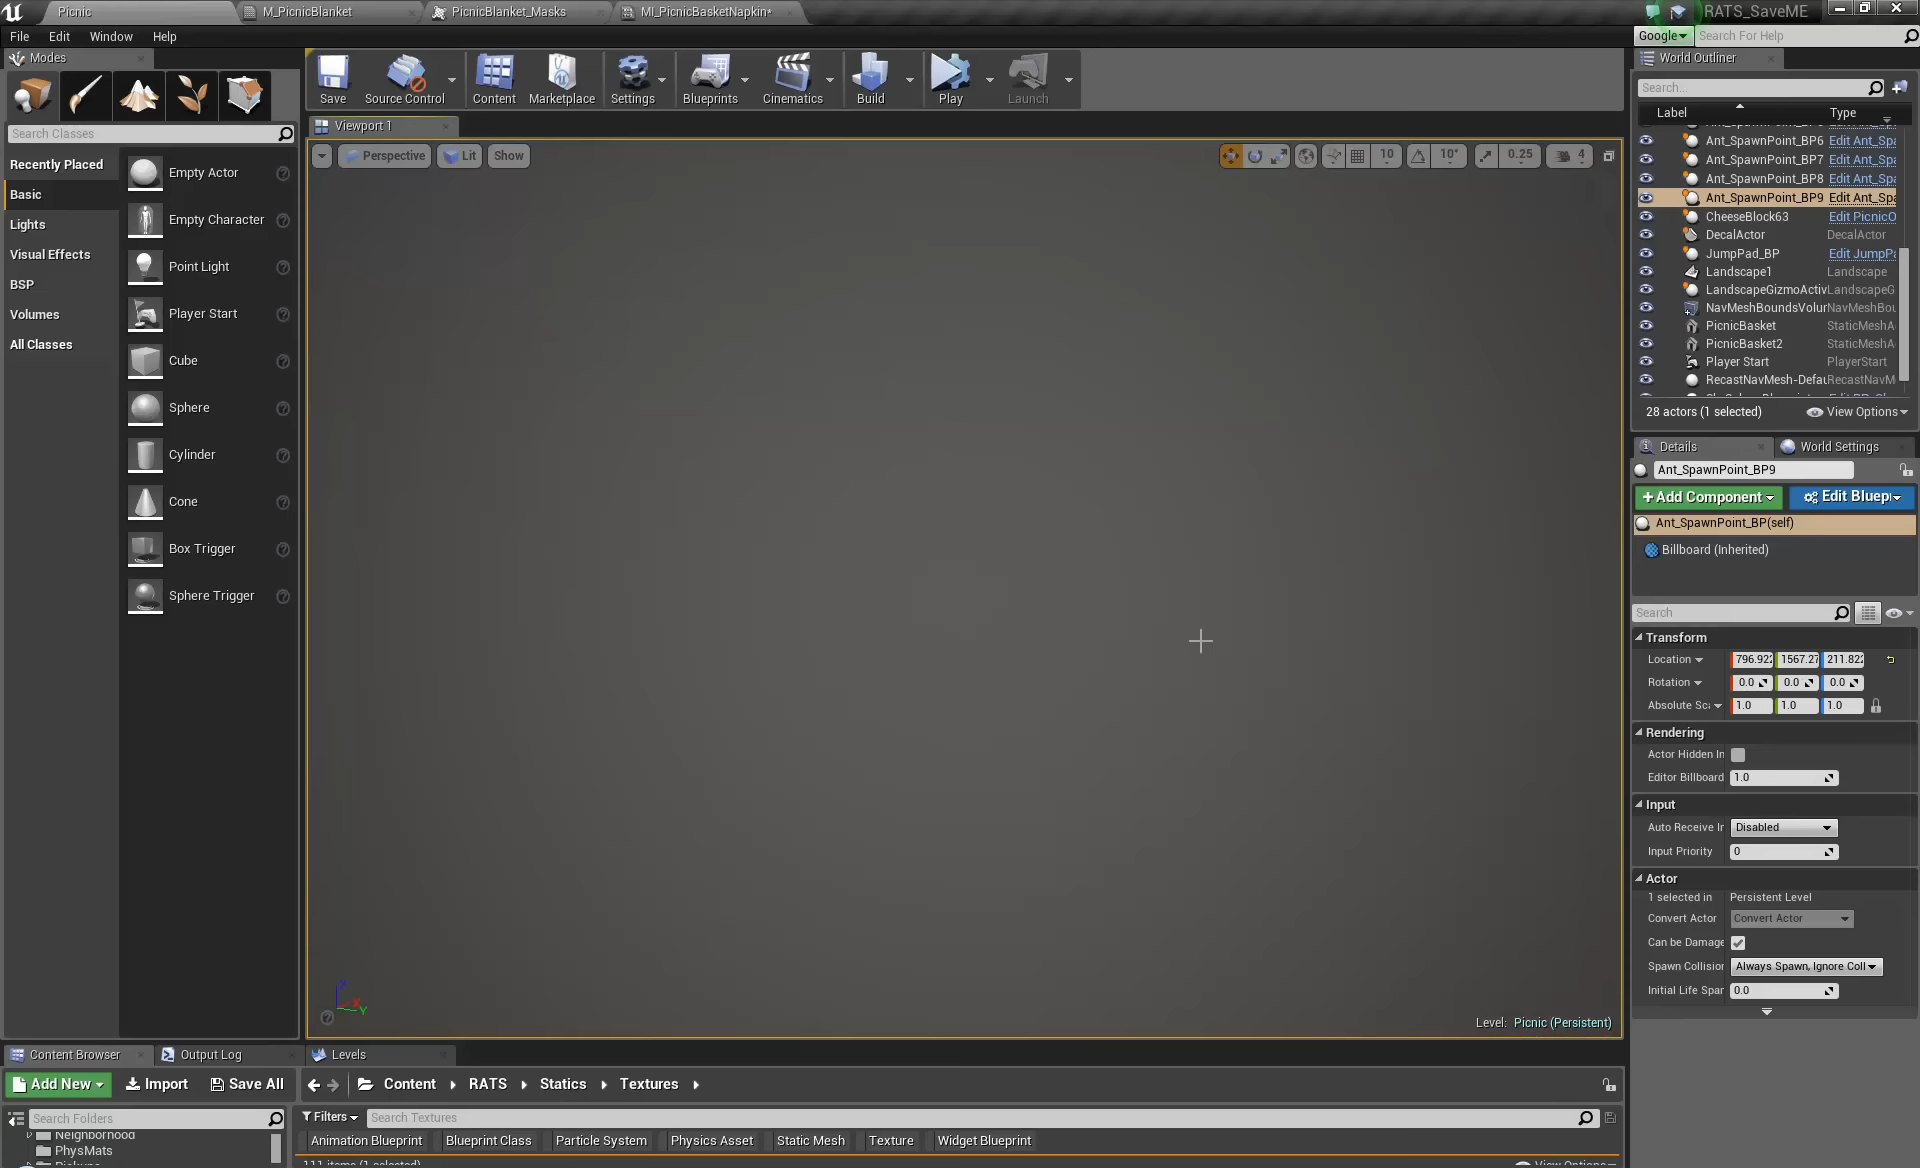 Picnic
M_PicnicBlanket
PicnicBlanket_Masks
MI_PicnicBasketNapkin*
RATS_SaveME
File Edit Window Help
Google
Search For Help
Modes
World Outliner
Save
Source Control
Content
Marketplace
Settings
Blueprints
Cinematics
Build
Play
Launch
Search...
Label Type
Viewport 1
Search Classes
Perspective
Lit
Show
10
10°
0.25
4
Recently Placed
Basic
Lights
Visual Effects
BSP
Volumes
All Classes
Empty Actor
Empty Character
Point Light
Player Start
Cube
Sphere
Cylinder
Cone
Box Trigger
Sphere Trigger
Ant_SpawnPoint_BP6 Edit Ant_Spa
Ant_SpawnPoint_BP7 Edit Ant_Spa
Ant_SpawnPoint_BP8 Edit Ant_Spa
Ant_SpawnPoint_BP9 Edit Ant_Spa
CheeseBlock63 Edit PicnicO
DecalActor DecalActor
JumpPad_BP Edit JumpPa
Landscape1 Landscape
LandscapeGizmoActiv LandscapeG
NavMeshBoundsVolur NavMeshBou
PicnicBasket StaticMeshA
PicnicBasket2 StaticMeshA
Player Start PlayerStart
RecastNavMesh-Defau RecastNavM
28 actors (1 selected)
View Options
Details
World Settings
Ant_SpawnPoint_BP9
+Add Component
Edit Bluep
Ant_SpawnPoint_BP(self)
Billboard (Inherited)
Search
Transform
Location 796.922 1567.27 211.822
Rotation 0.0 0.0 0.0
Absolute Sc 1.0 1.0 1.0
Rendering
Actor Hidden In
Editor Billboard 1.0
Input
Auto Receive Ir Disabled
Input Priority 0
Actor
1 selected in Persistent Level
Convert Actor Convert Actor
Can be Damage
Spawn Collision Always Spawn, Ignore Coll
Initial Life Spar 0.0
X
Y
Level: Picnic (Persistent)
Content Browser
Output Log
Levels
Add New
Import
Save All
Content
RATS
Statics
Textures
Search Folders
Filters
Search Textures
Neighborhood
PhysMats
Animation Blueprint
Blueprint Class
Particle System
Physics Asset
Static Mesh
Texture
Widget Blueprint
111 items (1 selected)
View Options